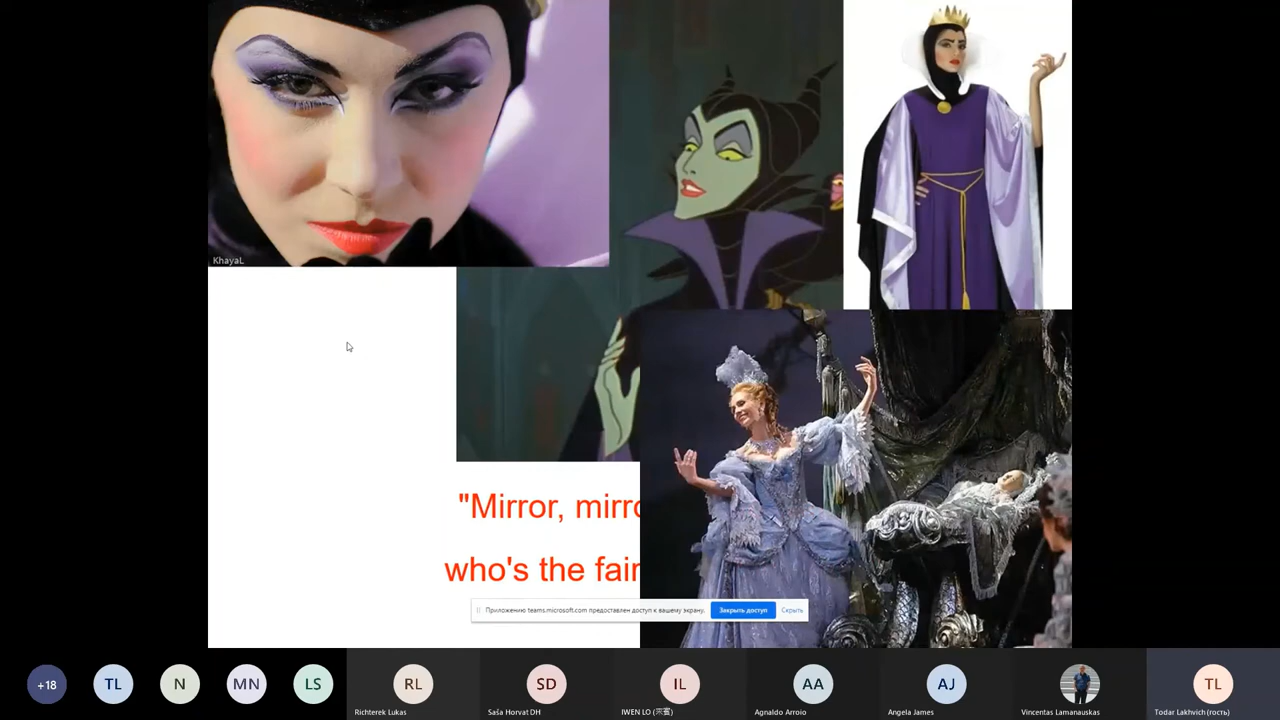 KhayaL
"Mirror, mirro
who's the fair
Приложению teams.microsoft.com предоставлен доступ к вашему экрану.
Закрыть доступ
Скрыть
+18
TL
N
MN
LS
RL
SD
IL
AA
AJ
TL
Richterek Lukas
Saša Horvat DH
IWEN LO (
Agnaldo Arroio
Angela James
Vincentas Lamanauskas
Todar Lakhvich (гость)